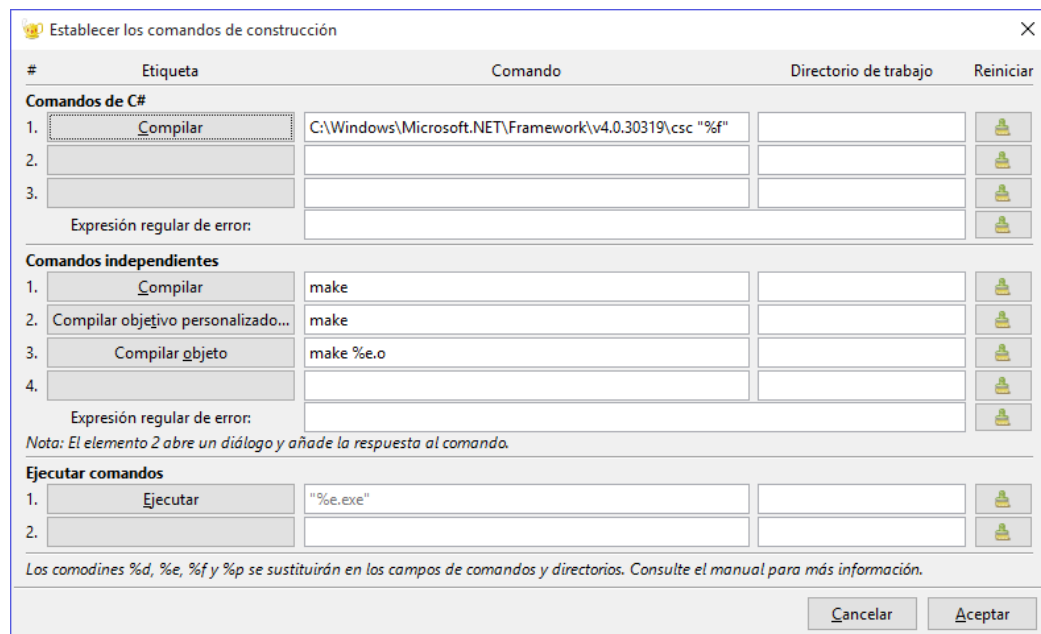 Establecer los comandos de construcción
# Etiqueta Comando Directorio de trabajo Reiniciar
Comandos de C#
1. Compilar C:\Windows\Microsoft.NET\Framework\v4.0.30319\csc "%f"
2.
3.
Expresión regular de error:
Comandos independientes
1. Compilar make
2. Compilar objetivo personalizado... make
3. Compilar objeto make %e.o
4.
Expresión regular de error:
Nota: El elemento 2 abre un diálogo y añade la respuesta al comando.
Ejecutar comandos
1. Ejecutar "%e.exe"
2.
Los comodines %d, %e, %f y %p se sustituirán en los campos de comandos y directorios. Consulte el manual para más información.
Cancelar Aceptar